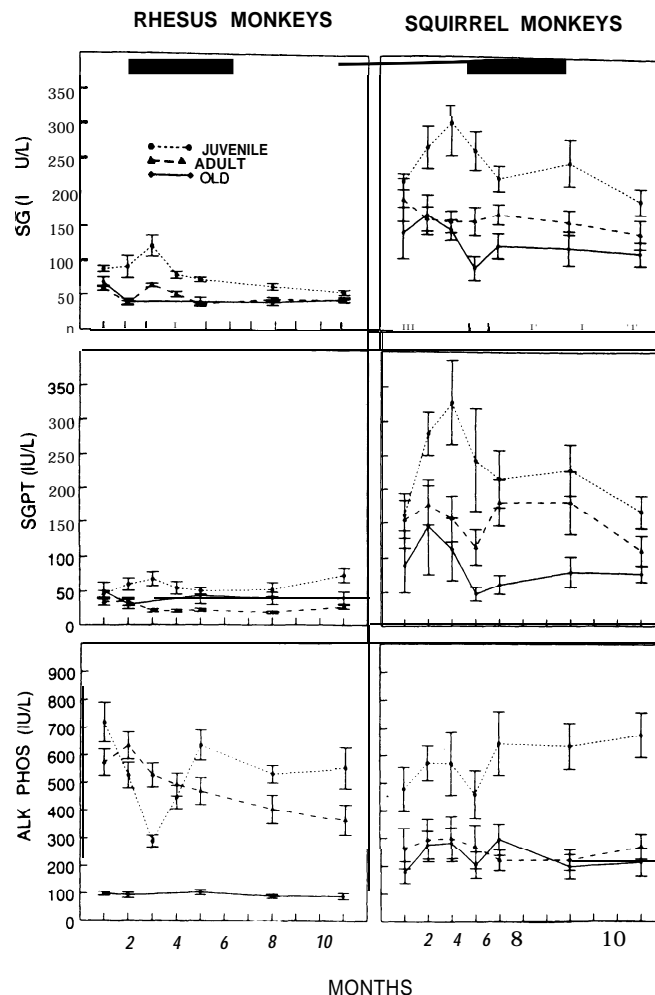 RHESUS MONKEYS
SQUIRREL MONKEYS
350
300
250
200
150
100
50
n
SG (I U/L)
JUVENILE
ADULT
OLD
350
300
250
200
150
100
50
0
SGPT (IU/L)
900
800
700
600
500
400
300
200
100
0
ALK PHOS (IU/L)
2 4 6 8 10
2 4 6 8 10
MONTHS